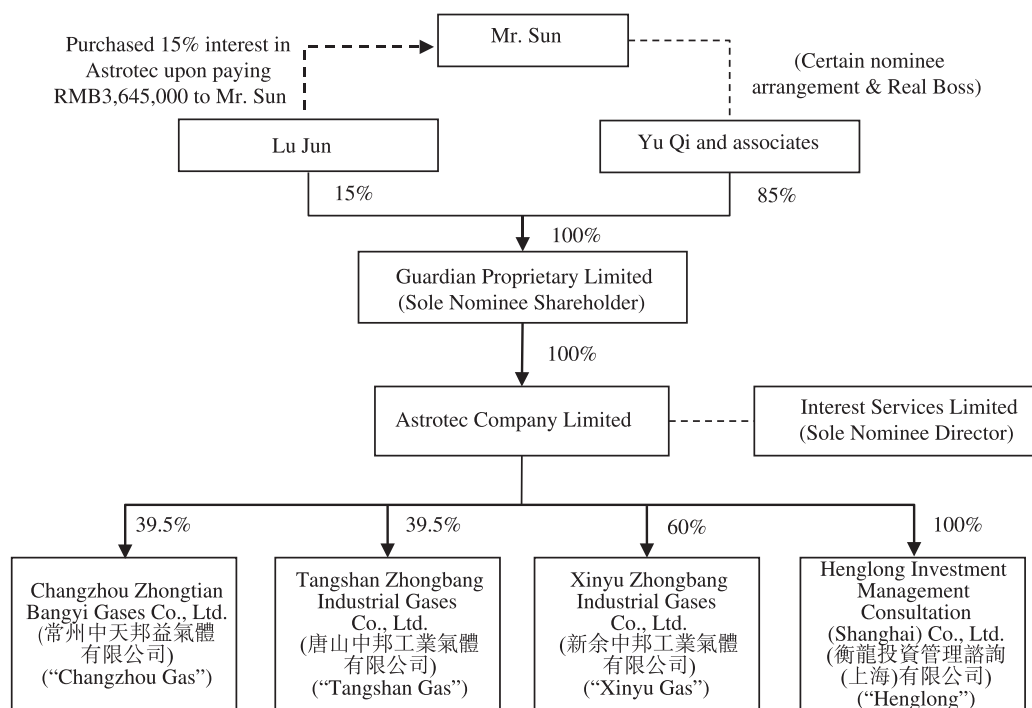 Mr. Sun
Purchased 15% interest in
Astrotec upon paying
RMB3,645,000 to Mr. Sun
(Certain nominee
arrangement & Real Boss)
Lu Jun
Yu Qi and associates
15%
85%
100%
Guardian Proprietary Limited
(Sole Nominee Shareholder)
100%
Astrotec Company Limited
Interest Services Limited
(Sole Nominee Director)
39.5%
39.5%
60%
100%
Changzhou Zhongtian
Bangyi Gases Co., Ltd.
(常州中天邦益氣體
有限公司)
(“Changzhou Gas”)
Tangshan Zhongbang
Industrial Gases
Co., Ltd.
(唐山中邦工業氣體
有限公司)
(“Tangshan Gas”)
Xinyu Zhongbang
Industrial Gases
Co., Ltd.
(新余中邦工業氣體
有限公司)
(“Xinyu Gas”)
Henglong Investment
Management
Consultation
(Shanghai) Co., Ltd.
(衡龍投資管理諮詢
(上海)有限公司)
(“Henglong”)